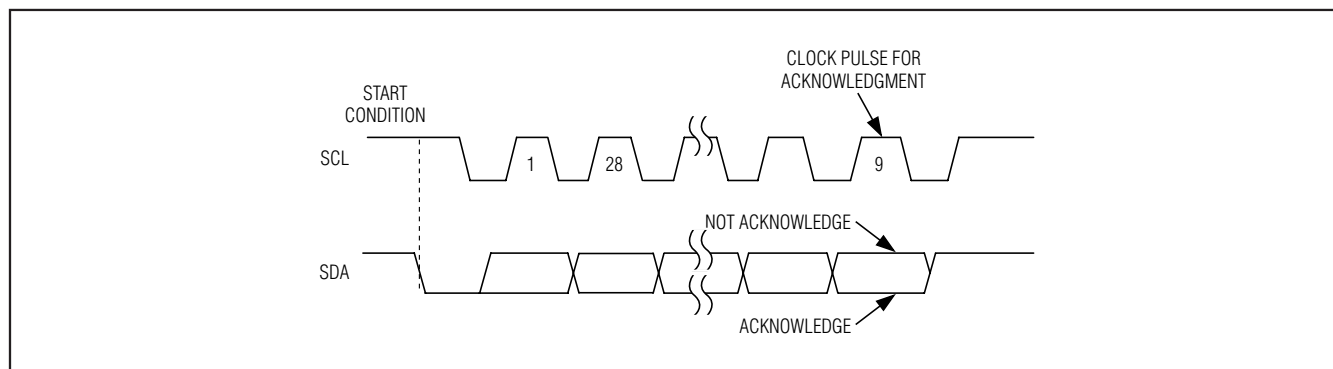 CLOCK PULSE FOR
ACKNOWLEDGMENT
START
CONDITION
SCL
1
28
9
NOT ACKNOWLEDGE
SDA
ACKNOWLEDGE